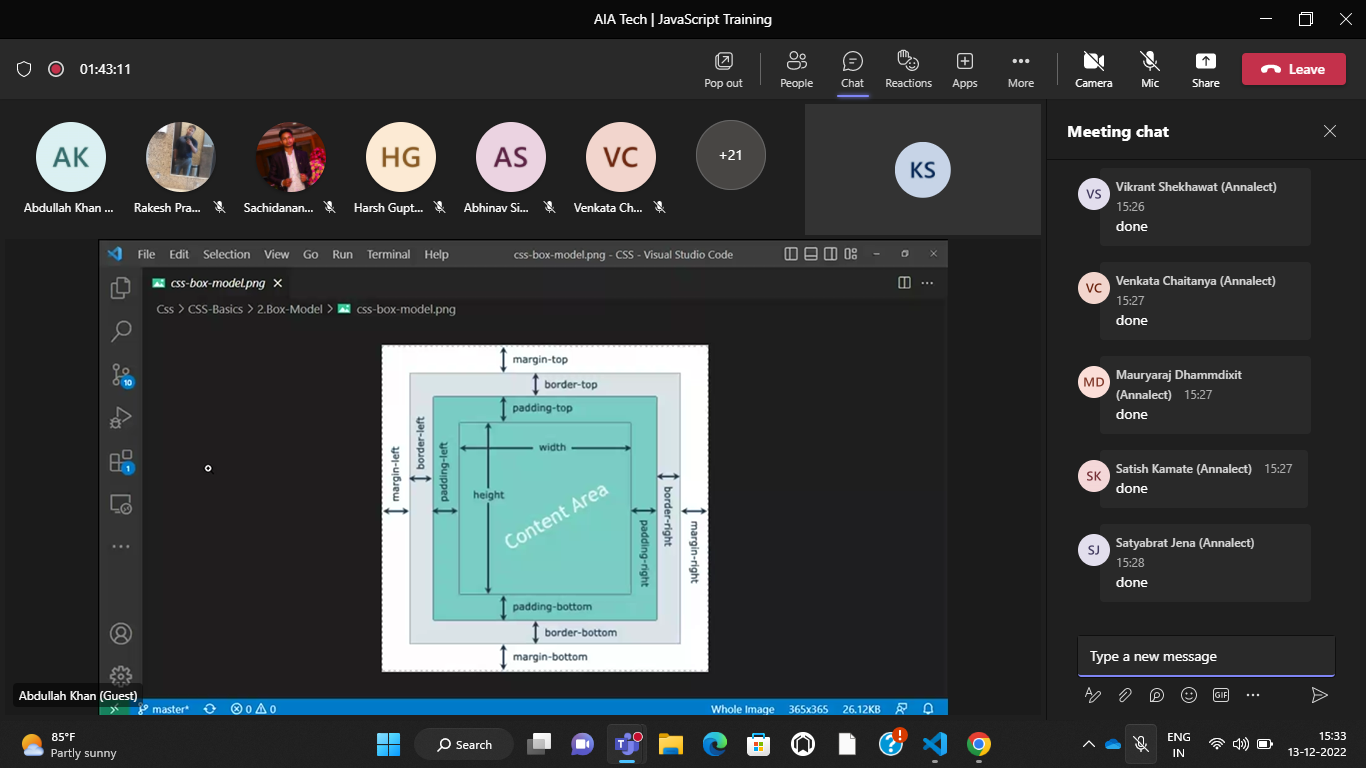 AIA Tech | JavaScript Training
01:43:11
Pop out
People
Chat
Reactions
Apps
More
Camera
Mic
Share
Leave
AK
HG
AS
VC
+21
KS
Abdullah Khan ...
Rakesh Pra...
Sachidanan...
Harsh Gupt...
Abhinav Si...
Venkata Ch...
File Edit Selection View Go Run Terminal Help
css-box-model.png - CSS - Visual Studio Code
css-box-model.png
Css > CSS-Basics > 2.Box-Model > css-box-model.png
10
1
margin-top
border-top
padding-top
width
height
Content Area
margin-left
border-left
padding-left
padding-right
border-right
margin-right
padding-bottom
border-bottom
margin-bottom
Abdullah Khan (Guest)
master*
0
0
Whole Image
365x365
26.12KB
Meeting chat
VS
Vikrant Shekhawat (Annalect)
15:26
done
VC
Venkata Chaitanya (Annalect)
15:27
done
MD
Mauryaraj Dhammdixit
(Annalect) 15:27
done
SK
Satish Kamate (Annalect) 15:27
done
SJ
Satyabrat Jena (Annalect)
15:28
done
Type a new message
GIF
85°F
Partly sunny
Search
ENG
IN
15:33
13-12-2022